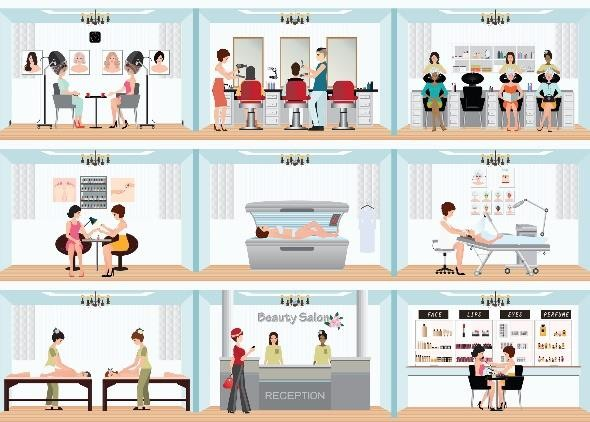 Beauty Salon
RECEPTION
FACE
LIPS
EYES
PERFUME